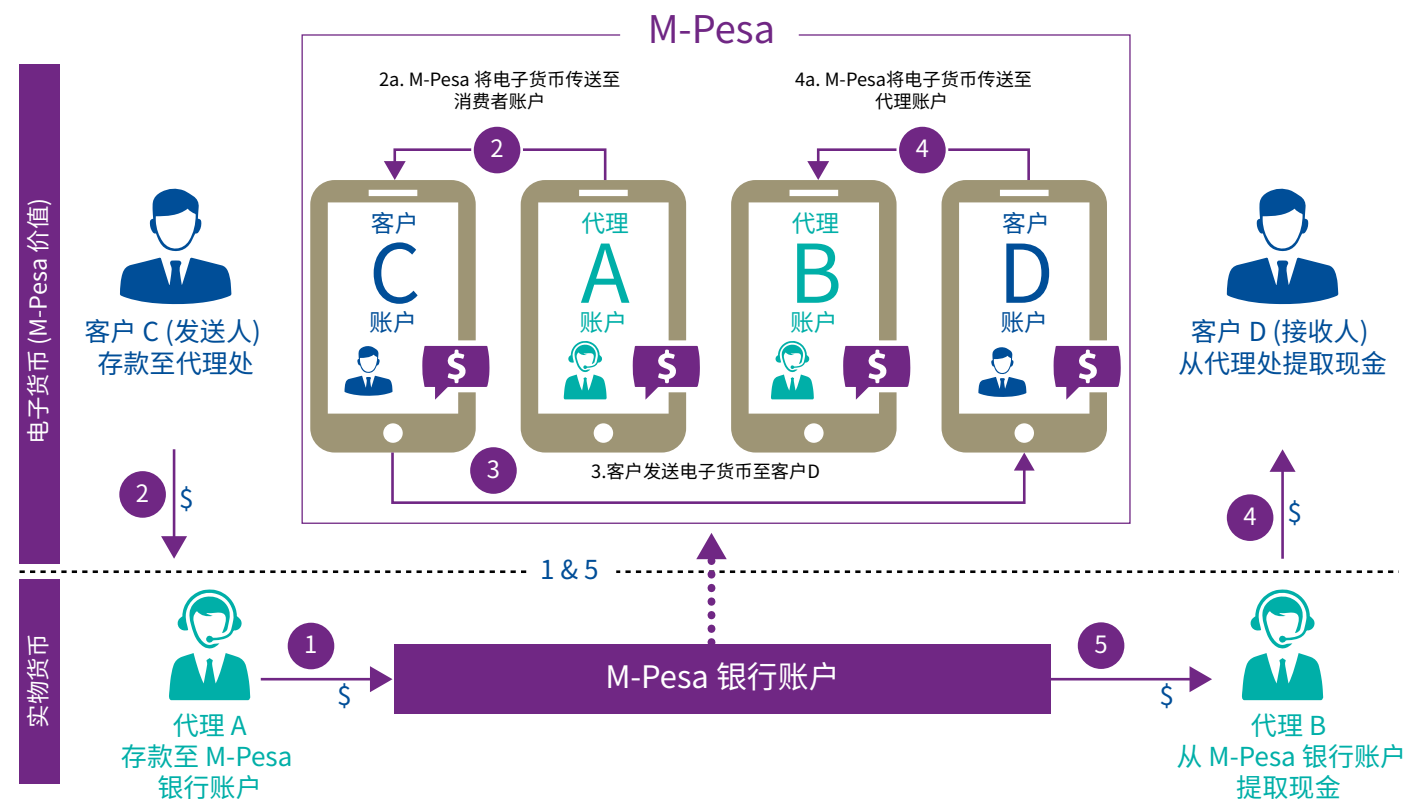 M-Pesa
2a. M-Pesa 将电子货币传送至
消费者账户
4a. M-Pesa将电子货币传送至
代理账户
2
4
电子货币 (M-Pesa 价值)
客户
C
账户
$
代理
A
账户
$
代理
B
账户
$
客户
D
账户
$
客户 C (发送人)
存款至代理处
客户 D (接收人)
从代理处提取现金
3
3.客户发送电子货币至客户D
2
$
4
$
1 & 5
实物货币
1
$
M-Pesa 银行账户
5
$
代理 A
存款至 M-Pesa
银行账户
代理 B
从 M-Pesa 银行账户
提取现金